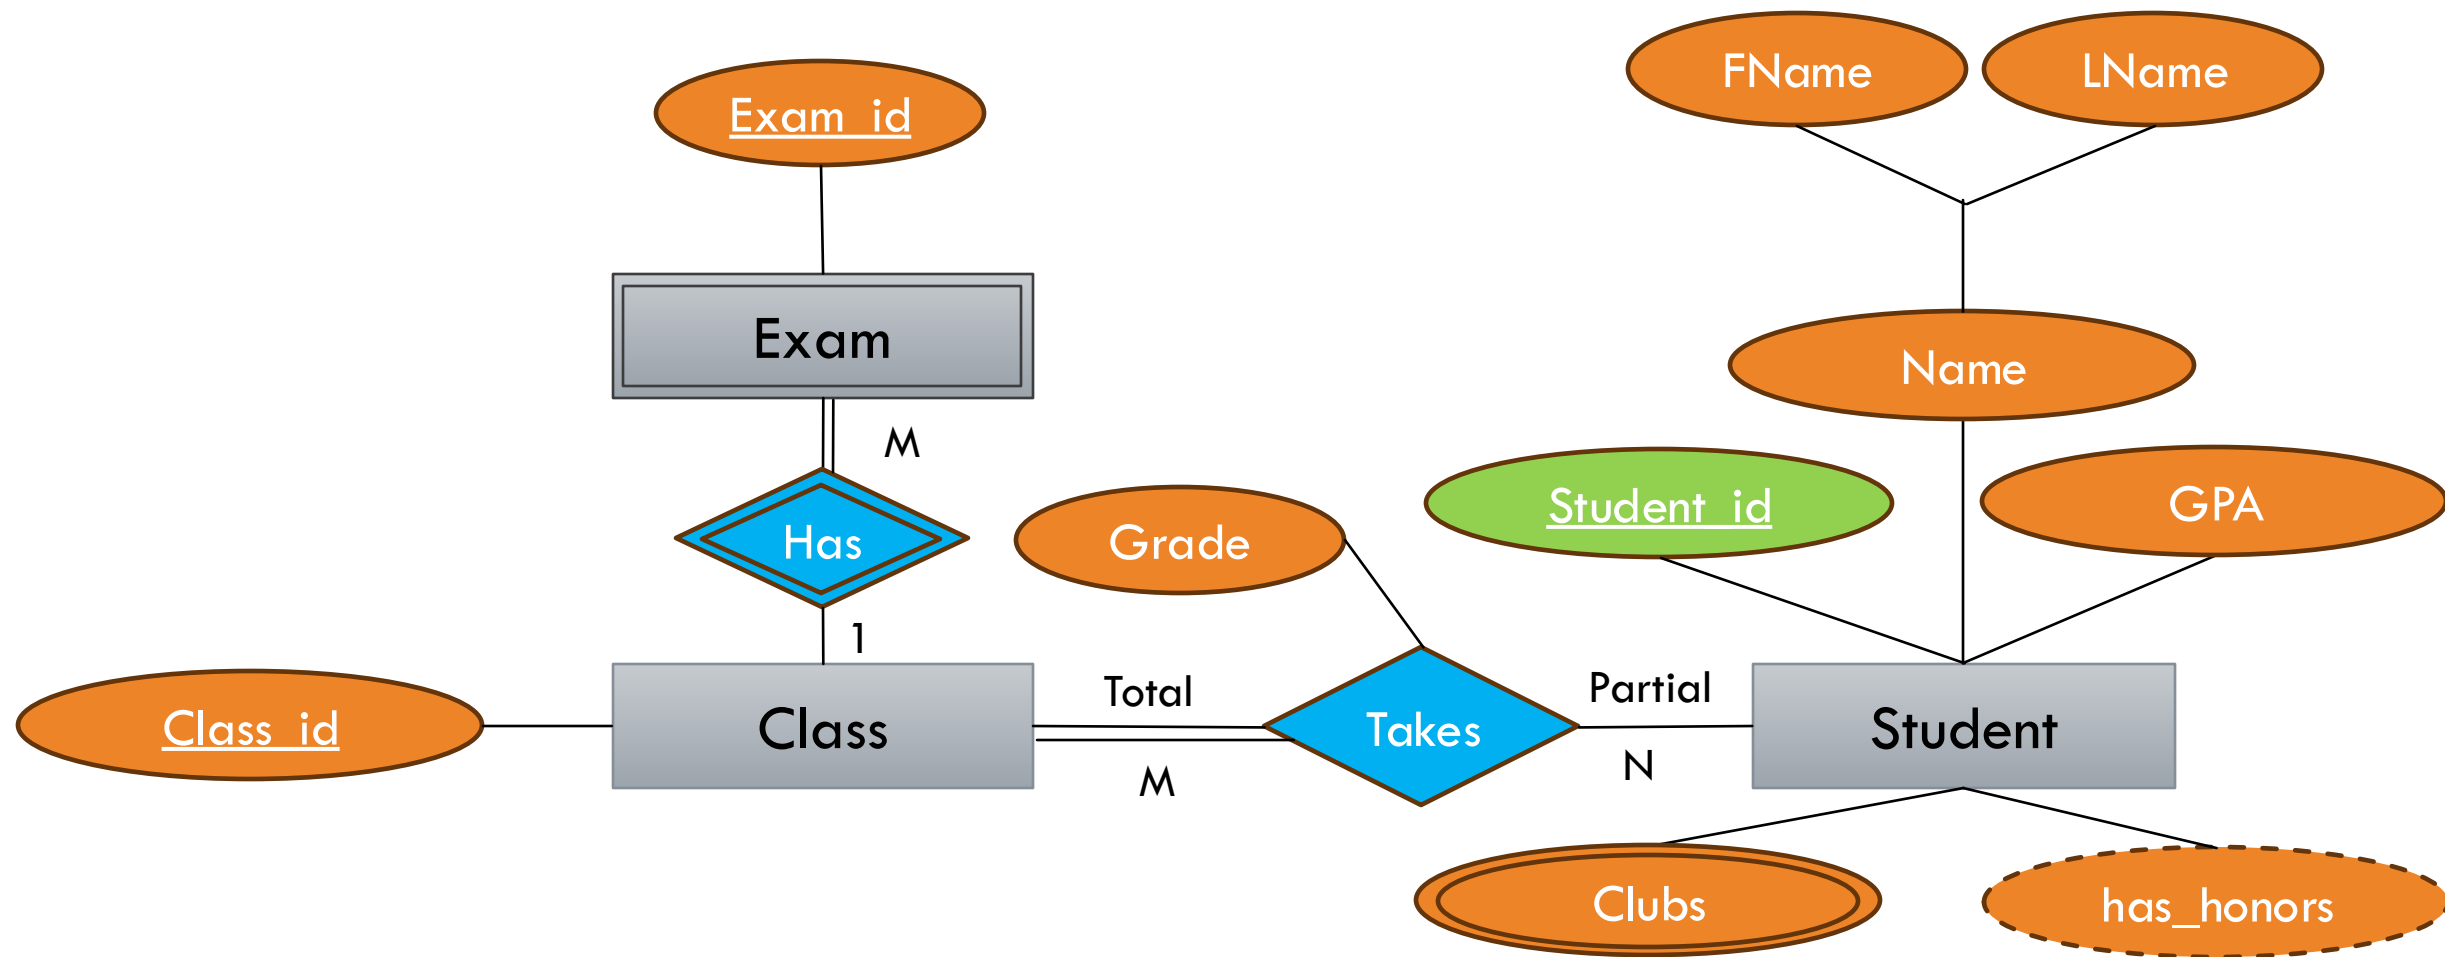 FName
LName
Exam_id
Exam
Name
M
Student_id
GPA
Has
Grade
1
Total
Partial
Class_id
Class
Takes
Student
M
N
Clubs
has_honors